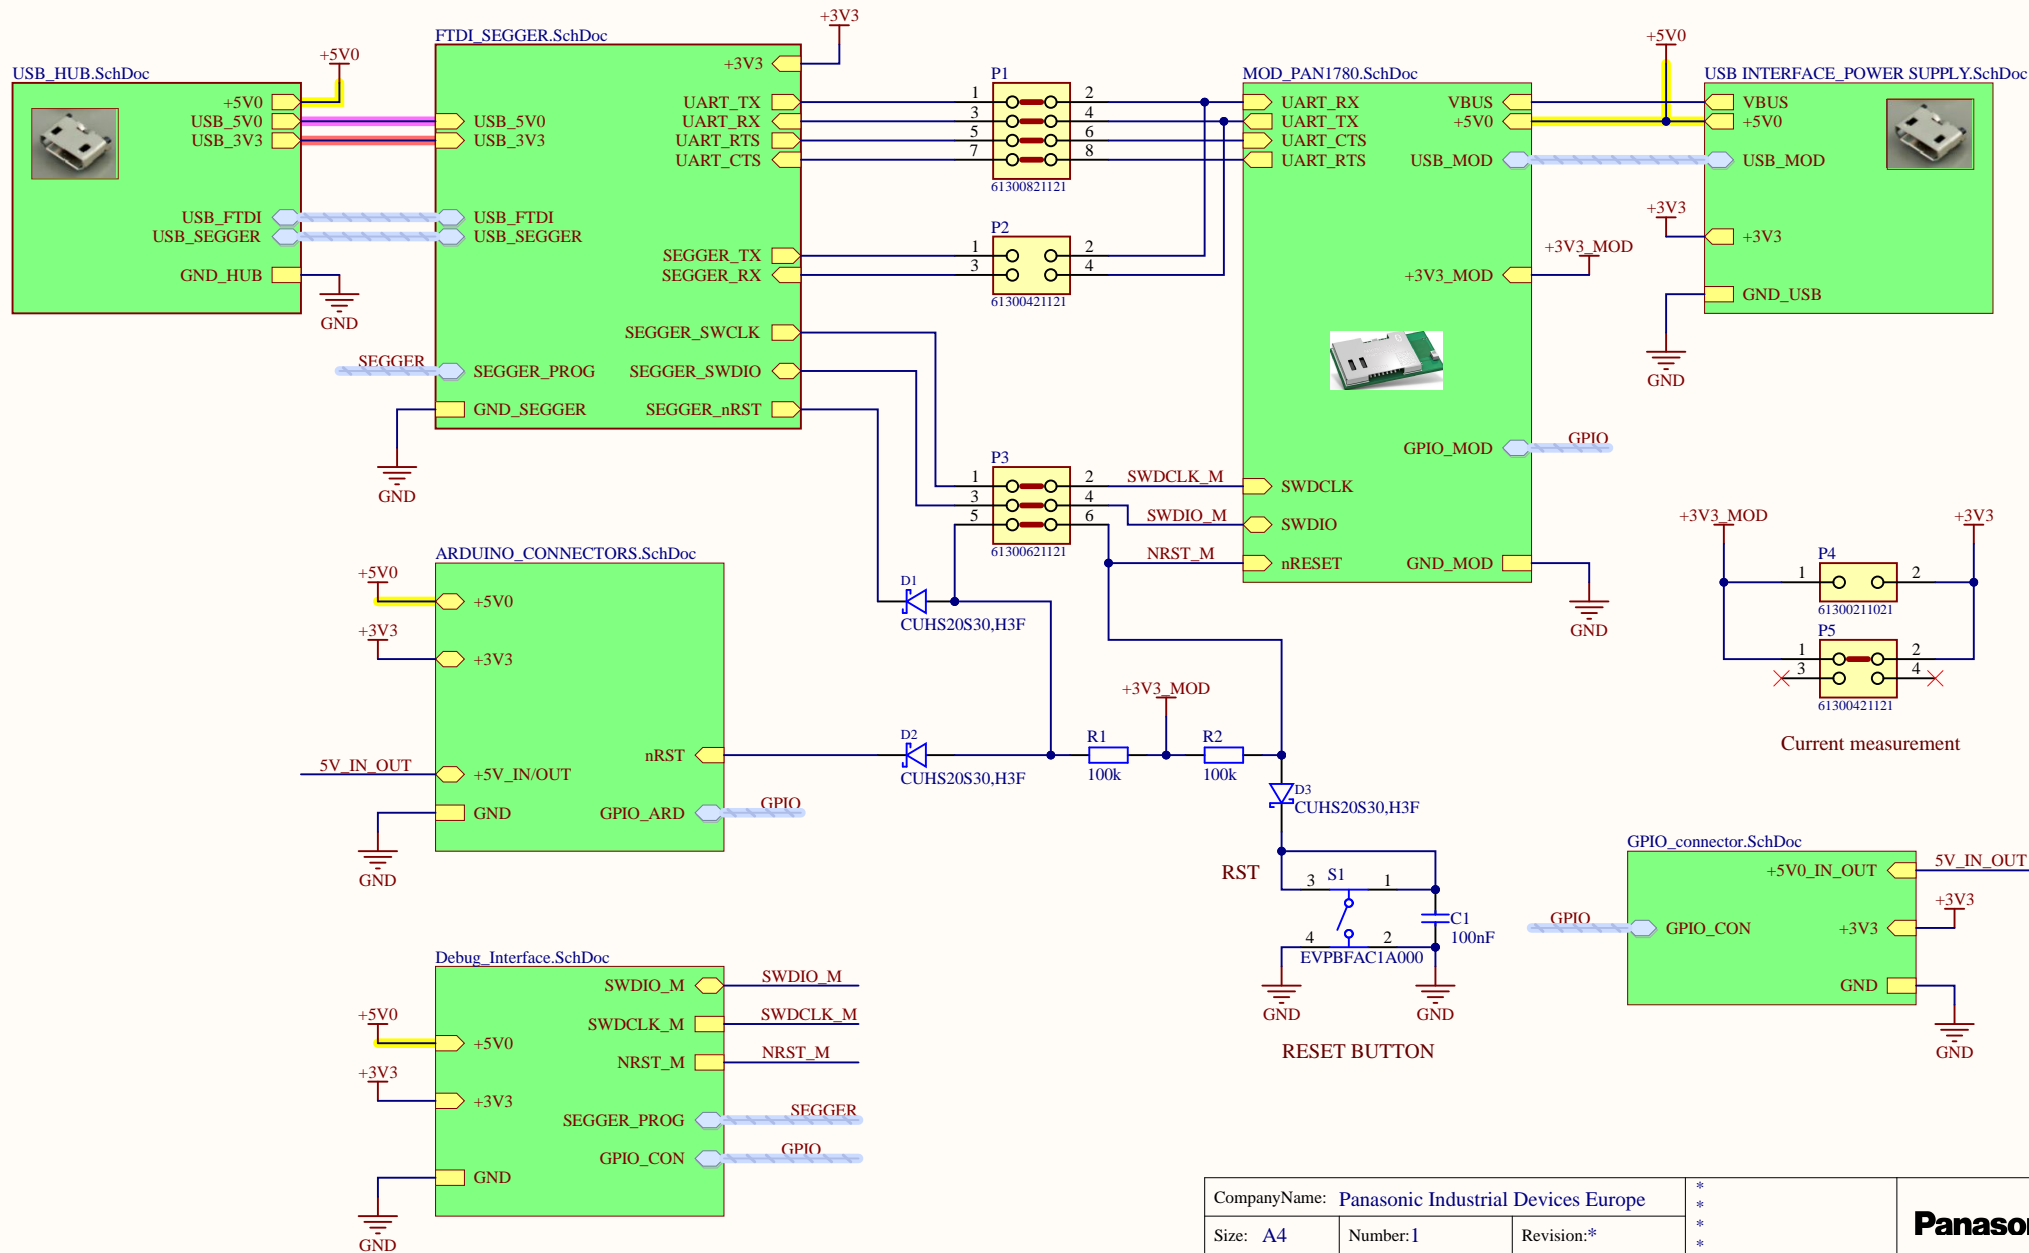 USB_HUB.SchDoc
+5V0
+5V0
USB_5V0
USB_3V3
USB_FTDI
USB_SEGGER
GND_HUB
GND
FTDI_SEGGER.SchDoc
+3V3
+3V3
USB_5V0
USB_3V3
USB_FTDI
USB_SEGGER
SEGGER
SEGGER_PROG
GND_SEGGER
GND
UART_TX
UART_RX
UART_RTS
UART_CTS
SEGGER_TX
SEGGER_RX
SEGGER_SWCLK
SEGGER_SWDIO
SEGGER_nRST
P1
1 2
3 4
5 6
7 8
61300821121
P2
1 2
3 4
61300421121
P3
1 2
3 4
5 6
61300621121
SWDCLK_M
SWDIO_M
NRST_M
MOD_PAN1780.SchDoc
UART_RX
UART_TX
UART_CTS
UART_RTS
VBUS
+5V0
USB_MOD
+3V3_MOD
+3V3_MOD
GPIO_MOD
GPIO
SWDCLK
SWDIO
nRESET
GND_MOD
GND
+5V0
USB INTERFACE_POWER SUPPLY.SchDoc
VBUS
+5V0
USB_MOD
+3V3
+3V3
GND_USB
GND
+3V3_MOD
+3V3
P4
1 2
61300211021
P5
1 2
3 4
61300421121
Current measurement
ARDUINO_CONNECTORS.SchDoc
+5V0
+5V0
+3V3
+3V3
nRST
5V_IN_OUT
+5V_IN/OUT
GND
GPIO_ARD
GPIO
GND
D1
CUHS20S30,H3F
D2
CUHS20S30,H3F
+3V3_MOD
R1
100k
R2
100k
D3
CUHS20S30,H3F
RST
3 S1 1
4 2
EVPBFAC1A000
C1
100nF
GND
GND
RESET BUTTON
GPIO_connector.SchDoc
+5V0_IN_OUT
5V_IN_OUT
GPIO
GPIO_CON
+3V3
+3V3
GND
GND
Debug_Interface.SchDoc
SWDIO_M
SWDIO_M
SWDCLK_M
SWDCLK_M
NRST_M
NRST_M
+5V0
+5V0
+3V3
+3V3
SEGGER_PROG
SEGGER
GPIO_CON
GPIO
GND
GND
CompanyName: Panasonic Industrial Devices Europe
Size: A4
Number:1
Revision:*
*
*
*
*
Panaso